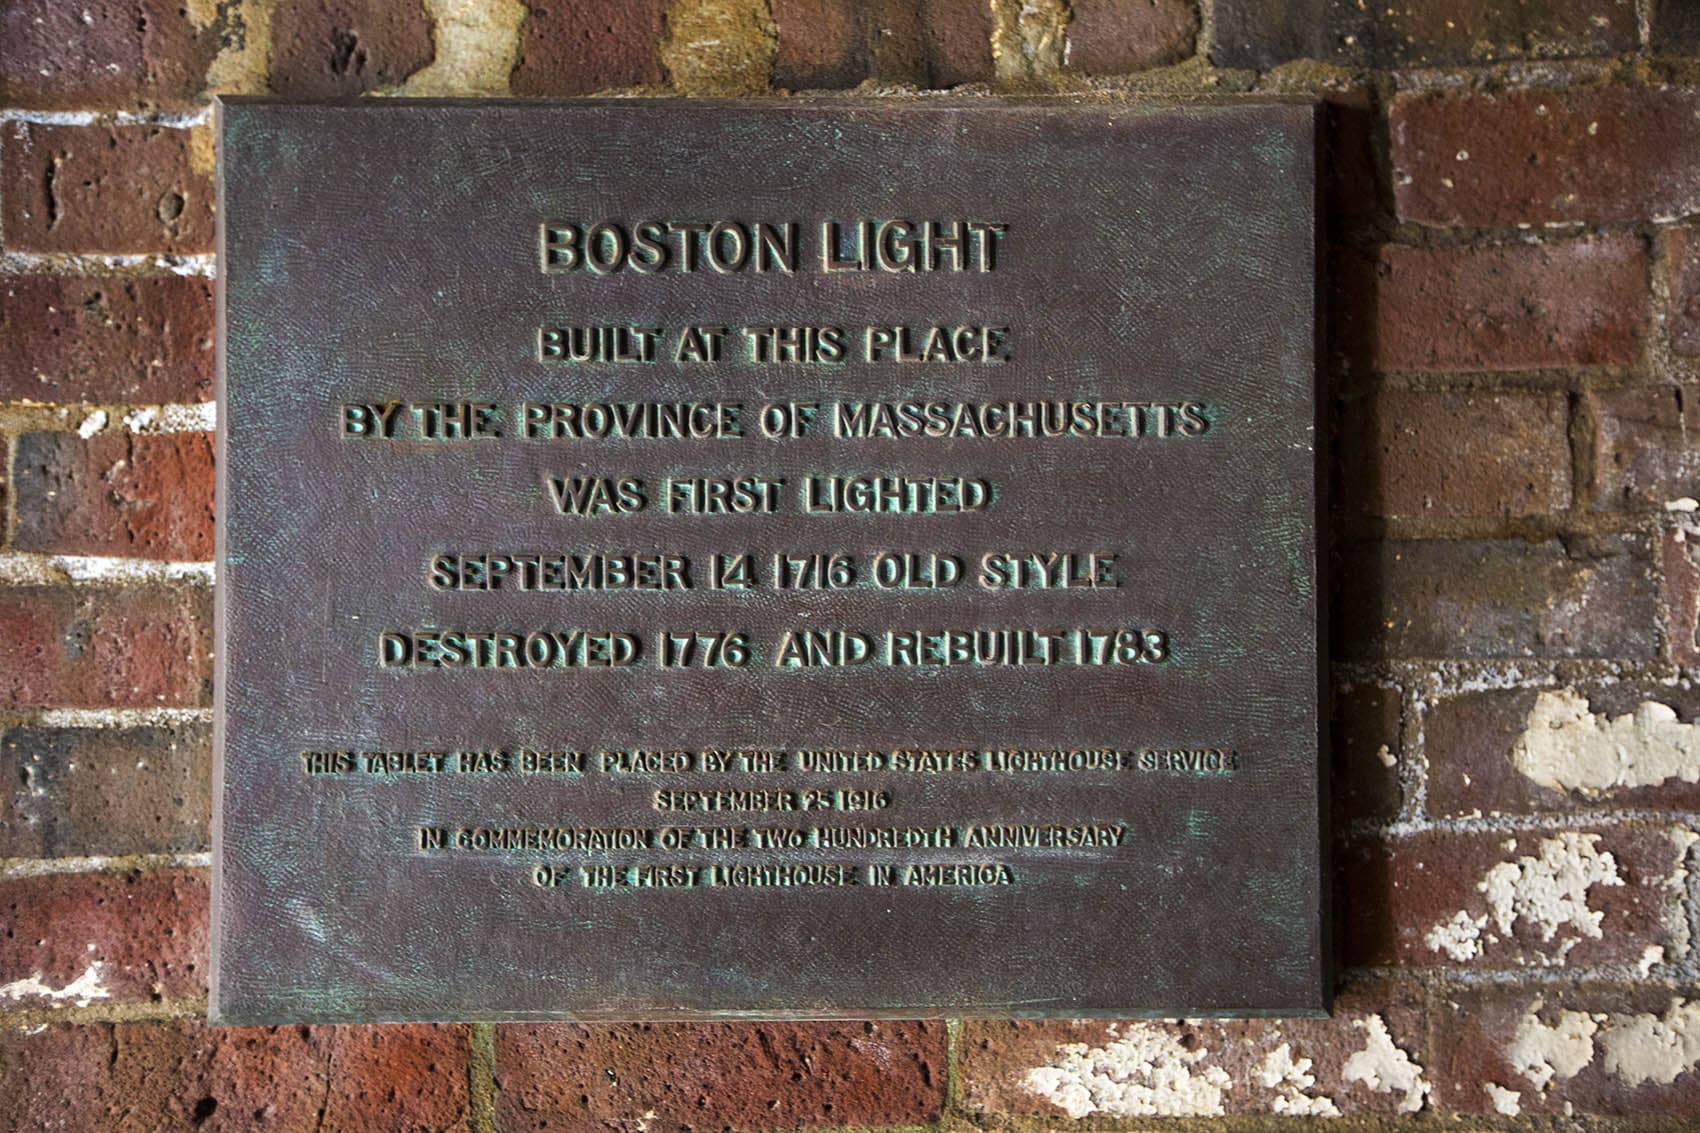 BOSTON LIGHT
BUILT AT THIS PLACE
BY THE PROVINCE OF MASSACHUSETTS
WAS FIRST LIGHTED
SEPTEMBER 14 1716 OLD STYLE
DESTROYED 1776 AND REBUILT 1783
THIS TABLET HAS BEEN PLACED BY THE UNITED STATES LIGHTHOUSE SERVICE
SEPTEMBER 25 1916
IN COMMEMORATION OF THE TWO HUNDREDTH ANNIVERSARY
OF THE FIRST LIGHTHOUSE IN AMERICA